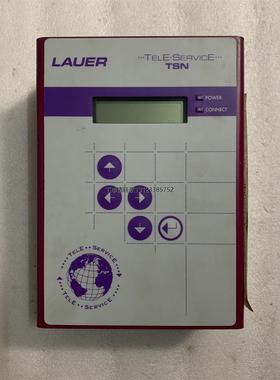 LAUER
TELE-SERVICE
TSN
POWER
CONNECT
TELE SERVICE
TELE SERVICE